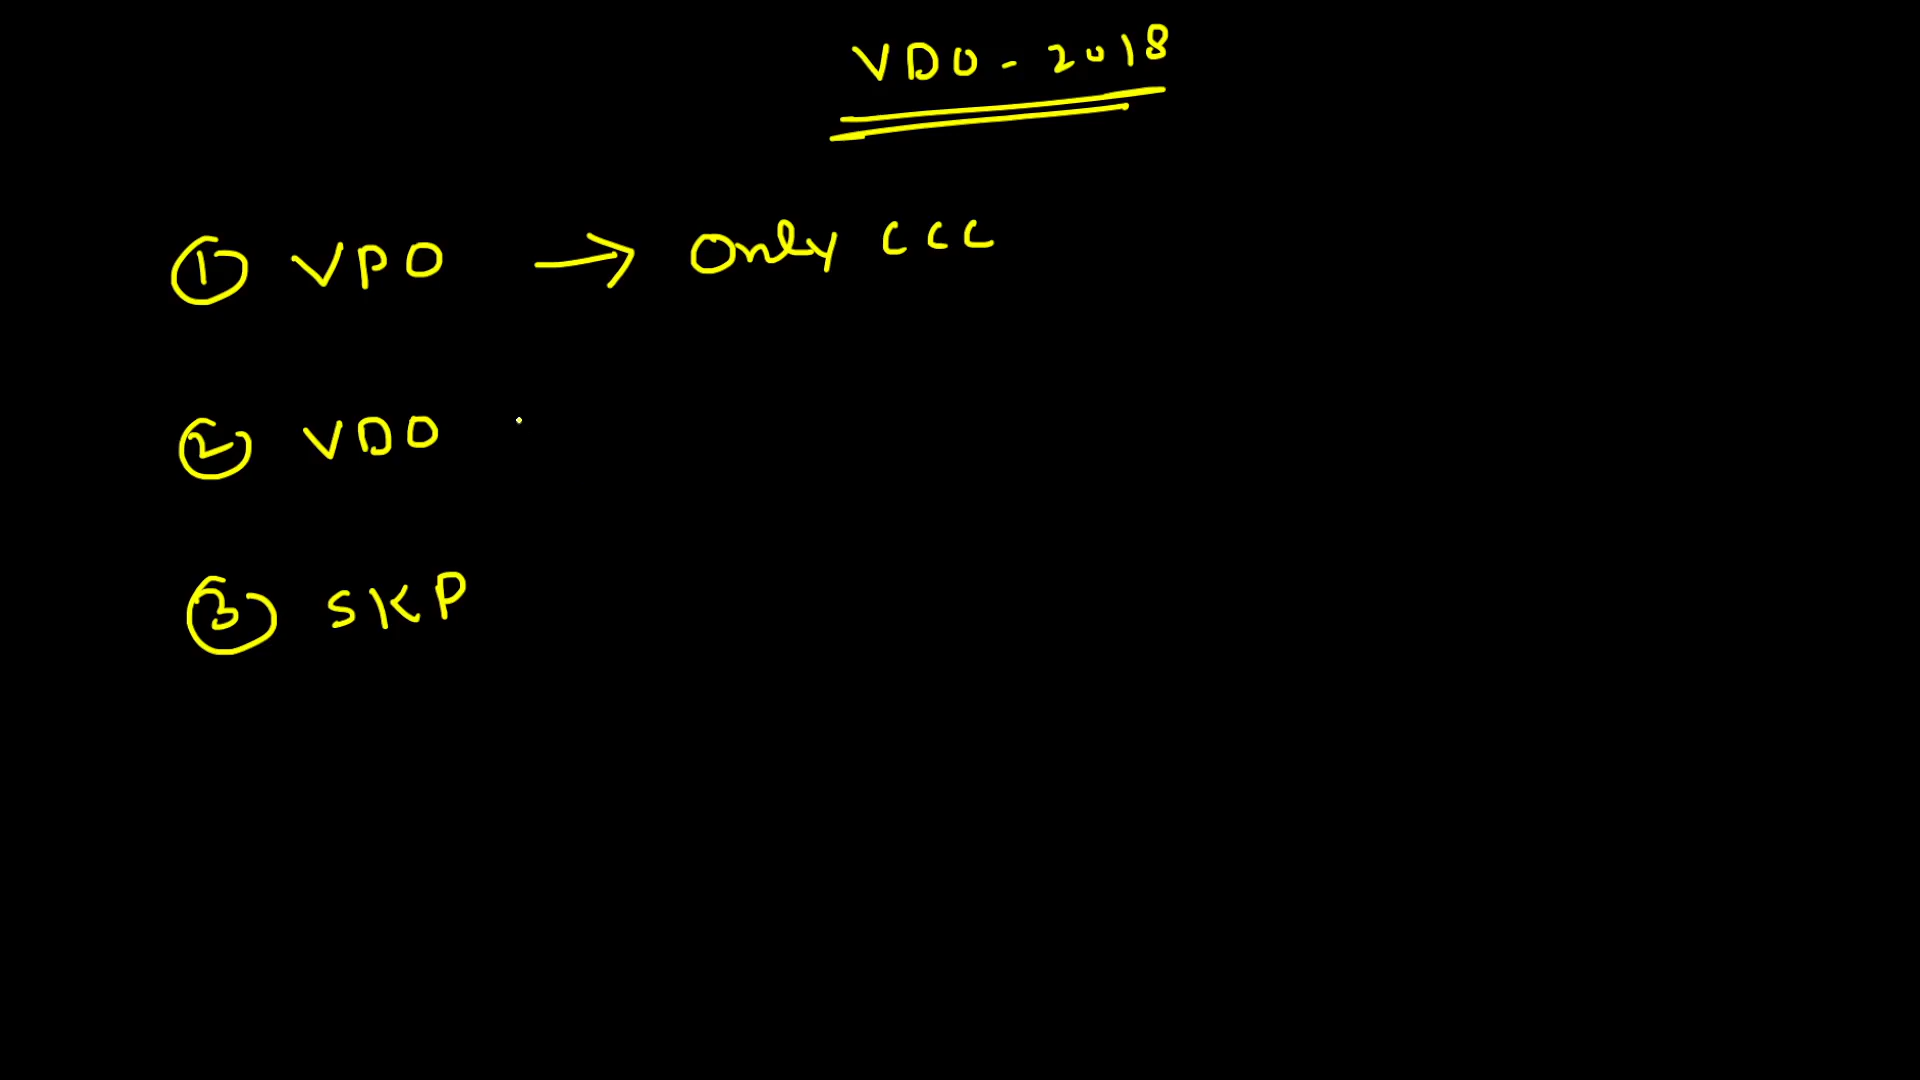 VDO - 2018
① VPO → Only CCC
② VDO
③ SKP